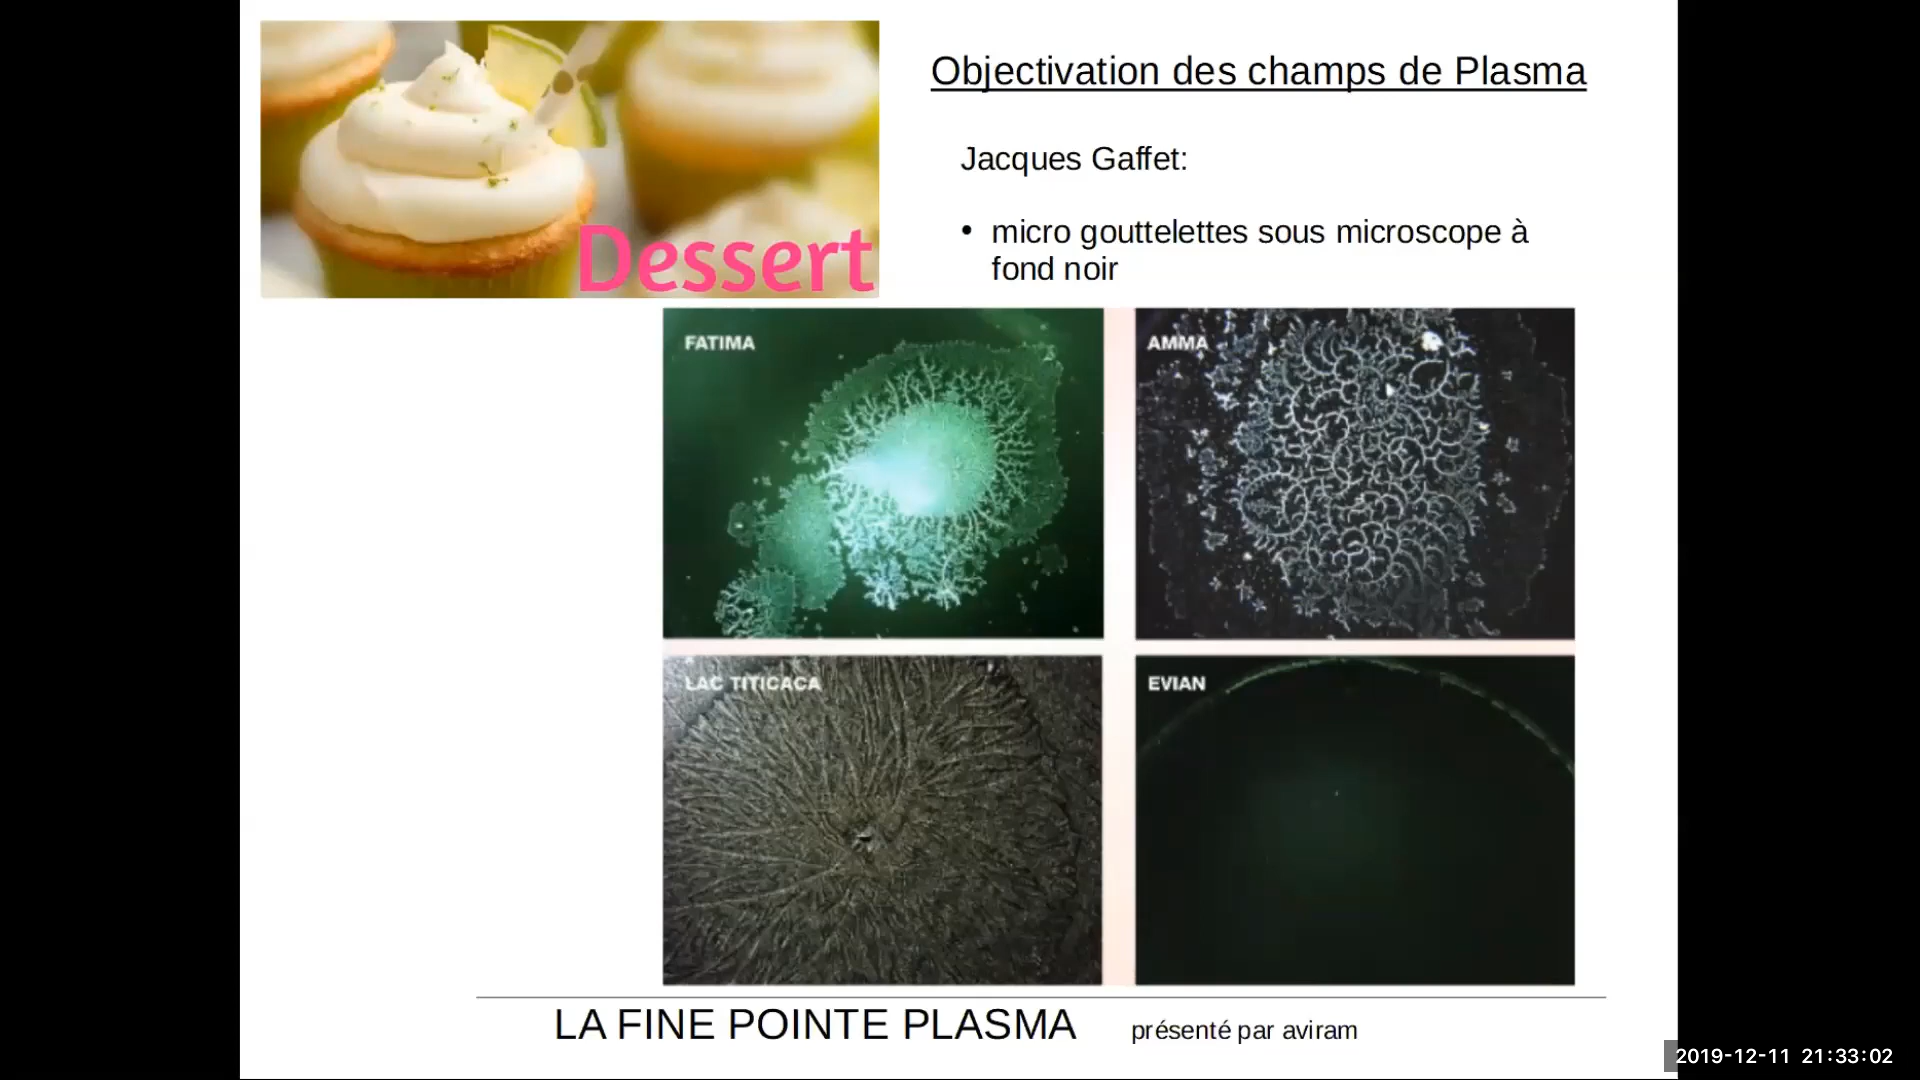 Dessert
Objectivation des champs de Plasma
Jacques Gaffet:
• micro gouttelettes sous microscope à
fond noir
FATIMA
AMMA
LAC TITICACA
EVIAN
LA FINE POINTE PLASMA présenté par aviram
2019-12-11 21:33:02